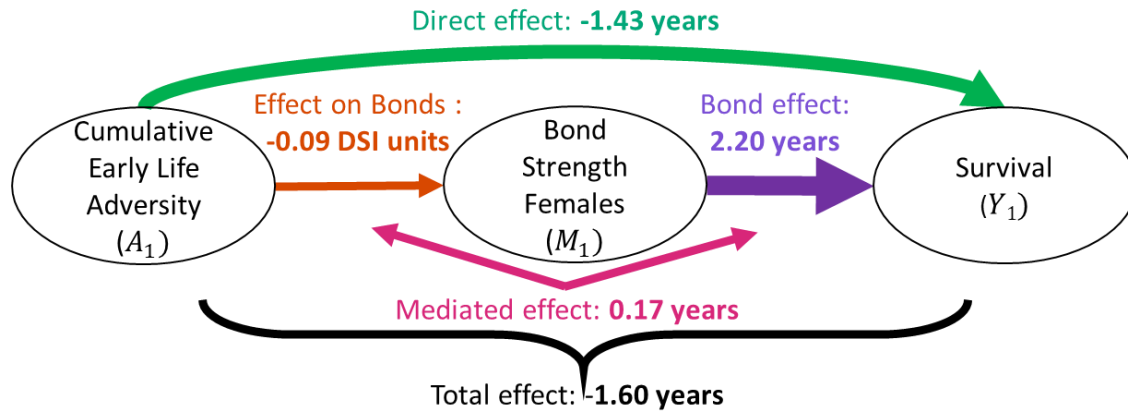 Direct effect: -1.43 years
Effect on Bonds :
-0.09 DSI units
Bond effect:
2.20 years
Cumulative
Early Life
Adversity
(A₁)
Bond
Strength
Females
(M₁)
Survival
(Y₁)
Mediated effect: 0.17 years
Total effect: -1.60 years